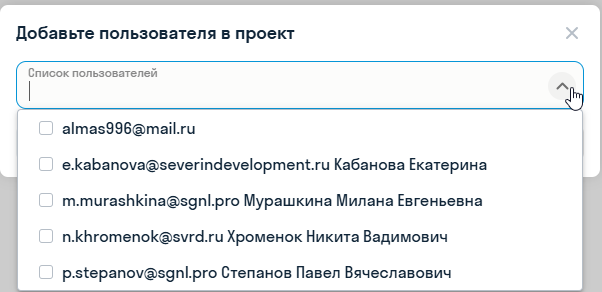 Добавьте пользователя в проект
Список пользователей
almas996@mail.ru
e.kabanova@severindevelopment.ru Кабанова Екатерина
m.murashkina@sgnl.pro Мурашкина Милана Евгеньевна
n.khromenok@svrd.ru Хроменок Никита Вадимович
p.stepanov@sgnl.pro Степанов Павел Вячеславович